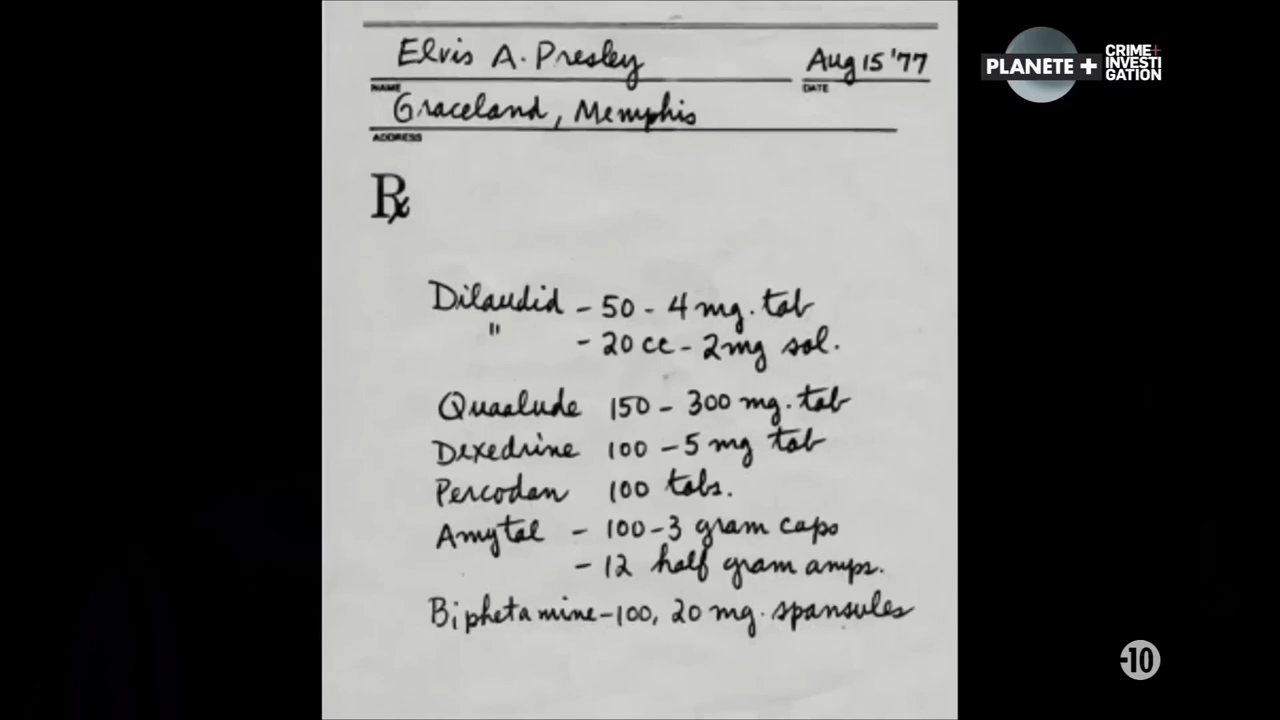 Elvis A. Presley Aug 15 '77
NAME DATE
Graceland, Memphis
ADDRESS
Rx
Dilaudid - 50 - 4 mg. tab
" - 20 cc - 2mg sol.
Quaalude 150 - 300 mg. tab
Dexedrine 100 - 5 mg tab
Percodan 100 tabs.
Amytal - 100 - 3 gram caps
- 12 half gram amps.
Biphetamine - 100, 20 mg. spansules
PLANETE +
CRIME+
INVESTI
GATION
-10